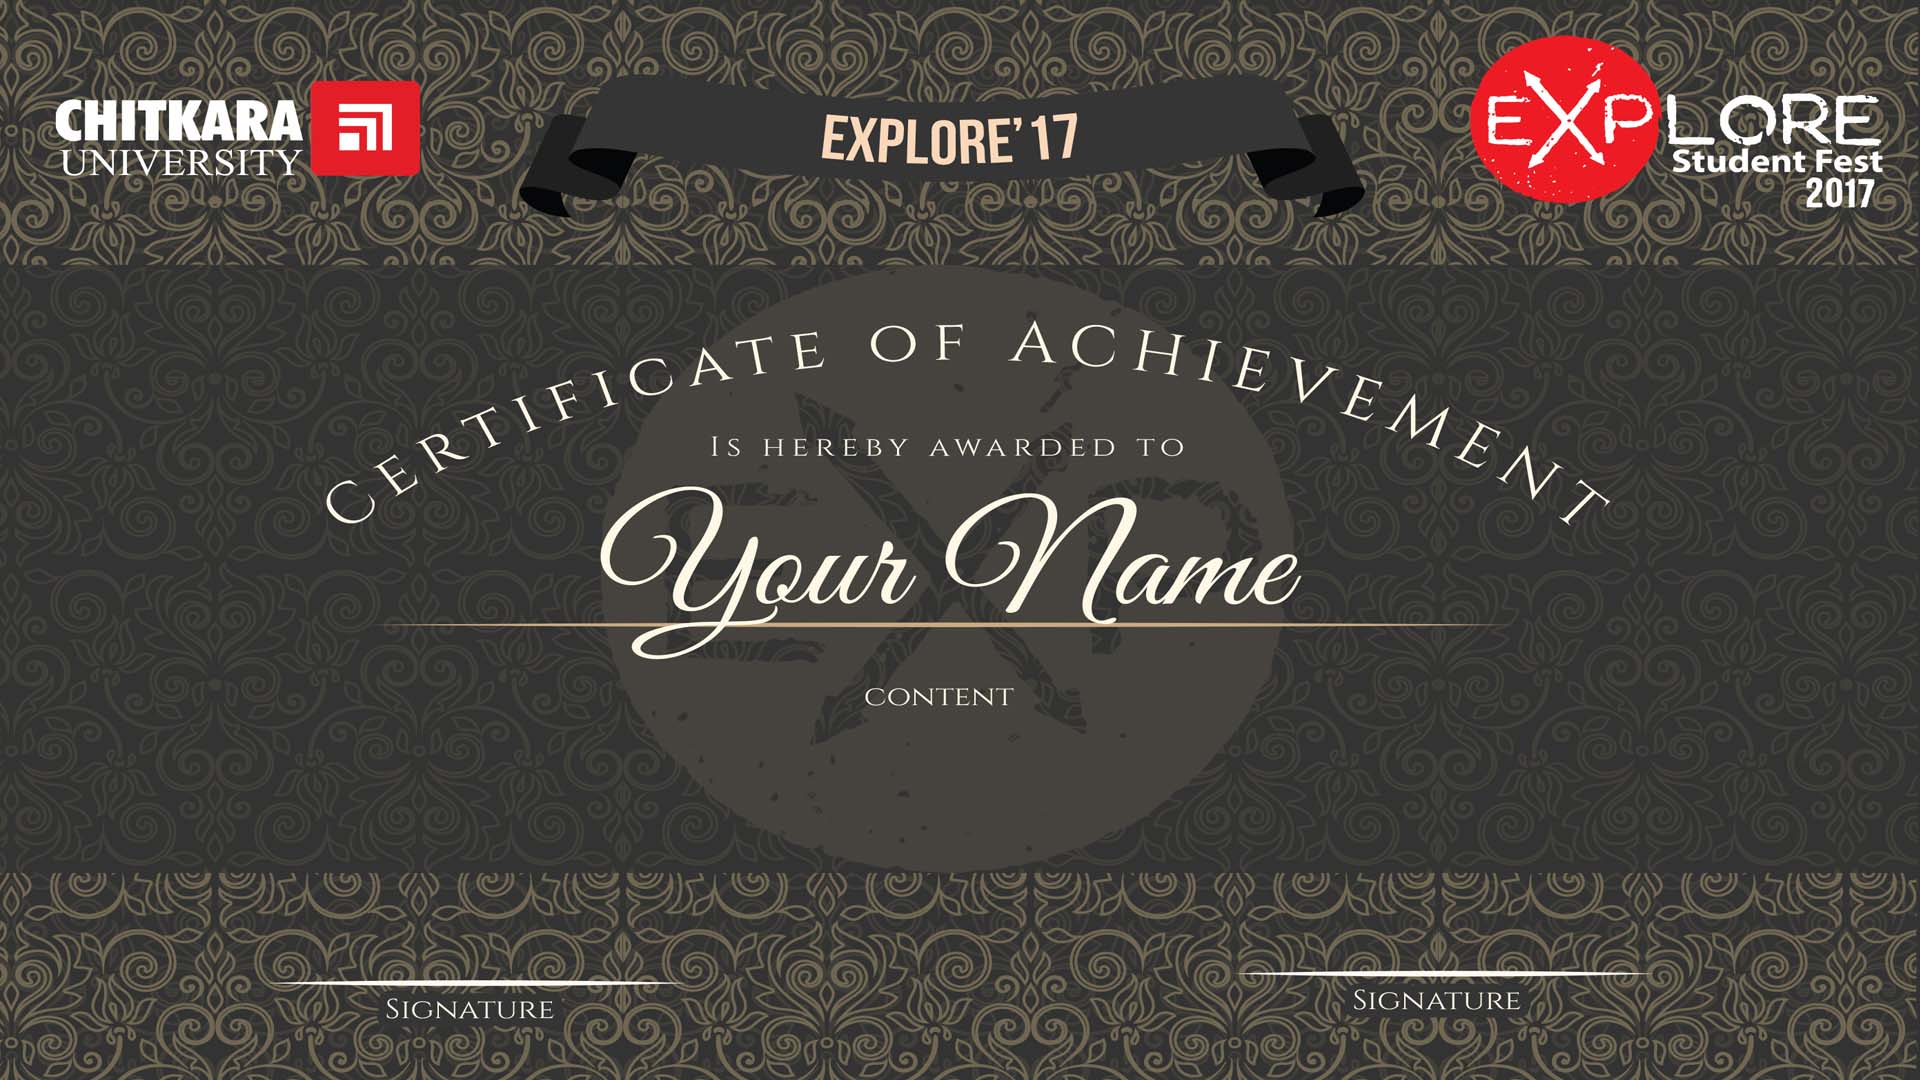 CHITKARA
UNIVERSITY
EXPLORE’ 17
EXPLORE
Student Fest
2017
CERTIFICATE OF ACHIEVEMENT
IS HEREBY AWARDED TO
Your Name
EXP
CONTENT
SIGNATURE
SIGNATURE